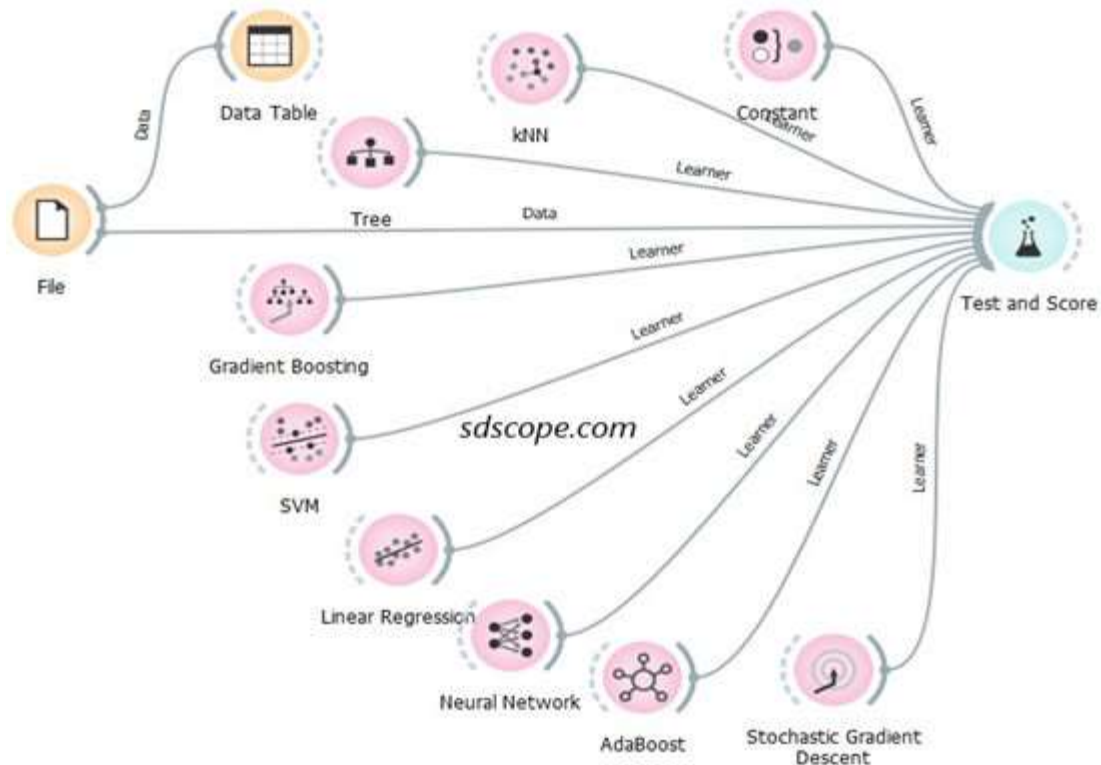 Data Table
kNN
Constant
Learner
Learner
Data
Tree
Learner
Data
File
Learner
Test and Score
Gradient Boosting
Learner
SVM
sdscope.com
Learner
Linear Regression
Learner
Learner
Learner
Neural Network
AdaBoost
Stochastic Gradient
Descent